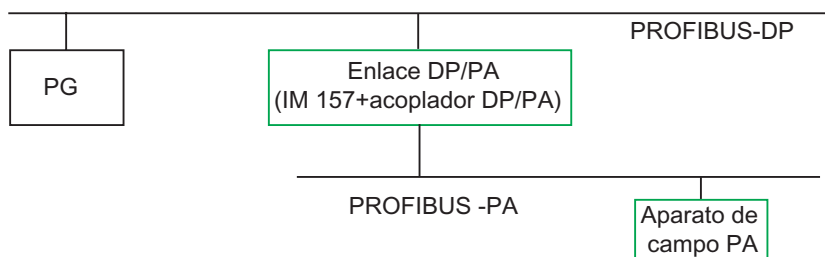 PROFIBUS-DP
PG
Enlace DP/PA
(IM 157+acoplador DP/PA)
PROFIBUS -PA
Aparato de
campo PA